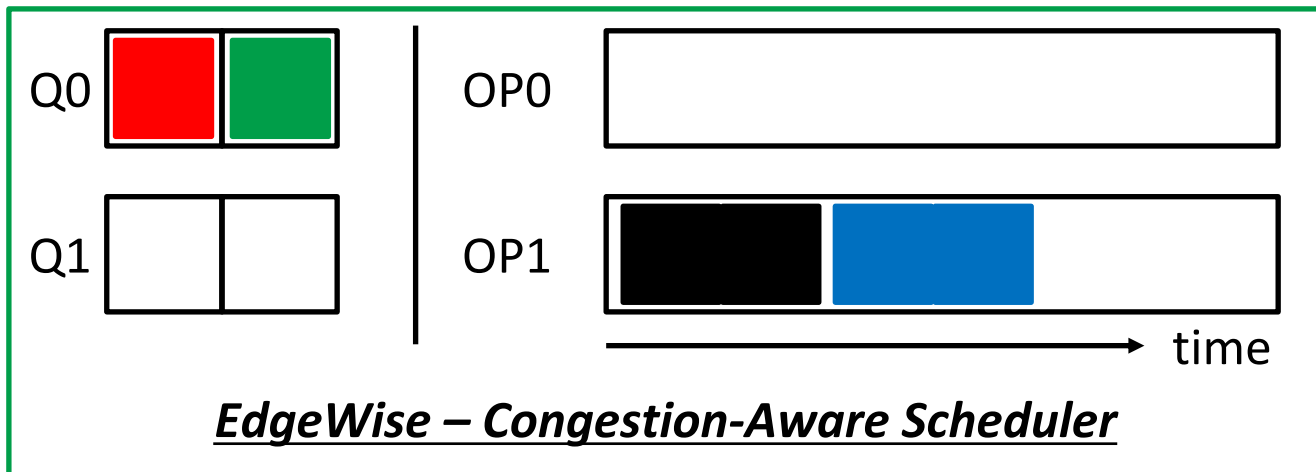 Q0 OP0
Q1 OP1
time
EdgeWise – Congestion-Aware Scheduler